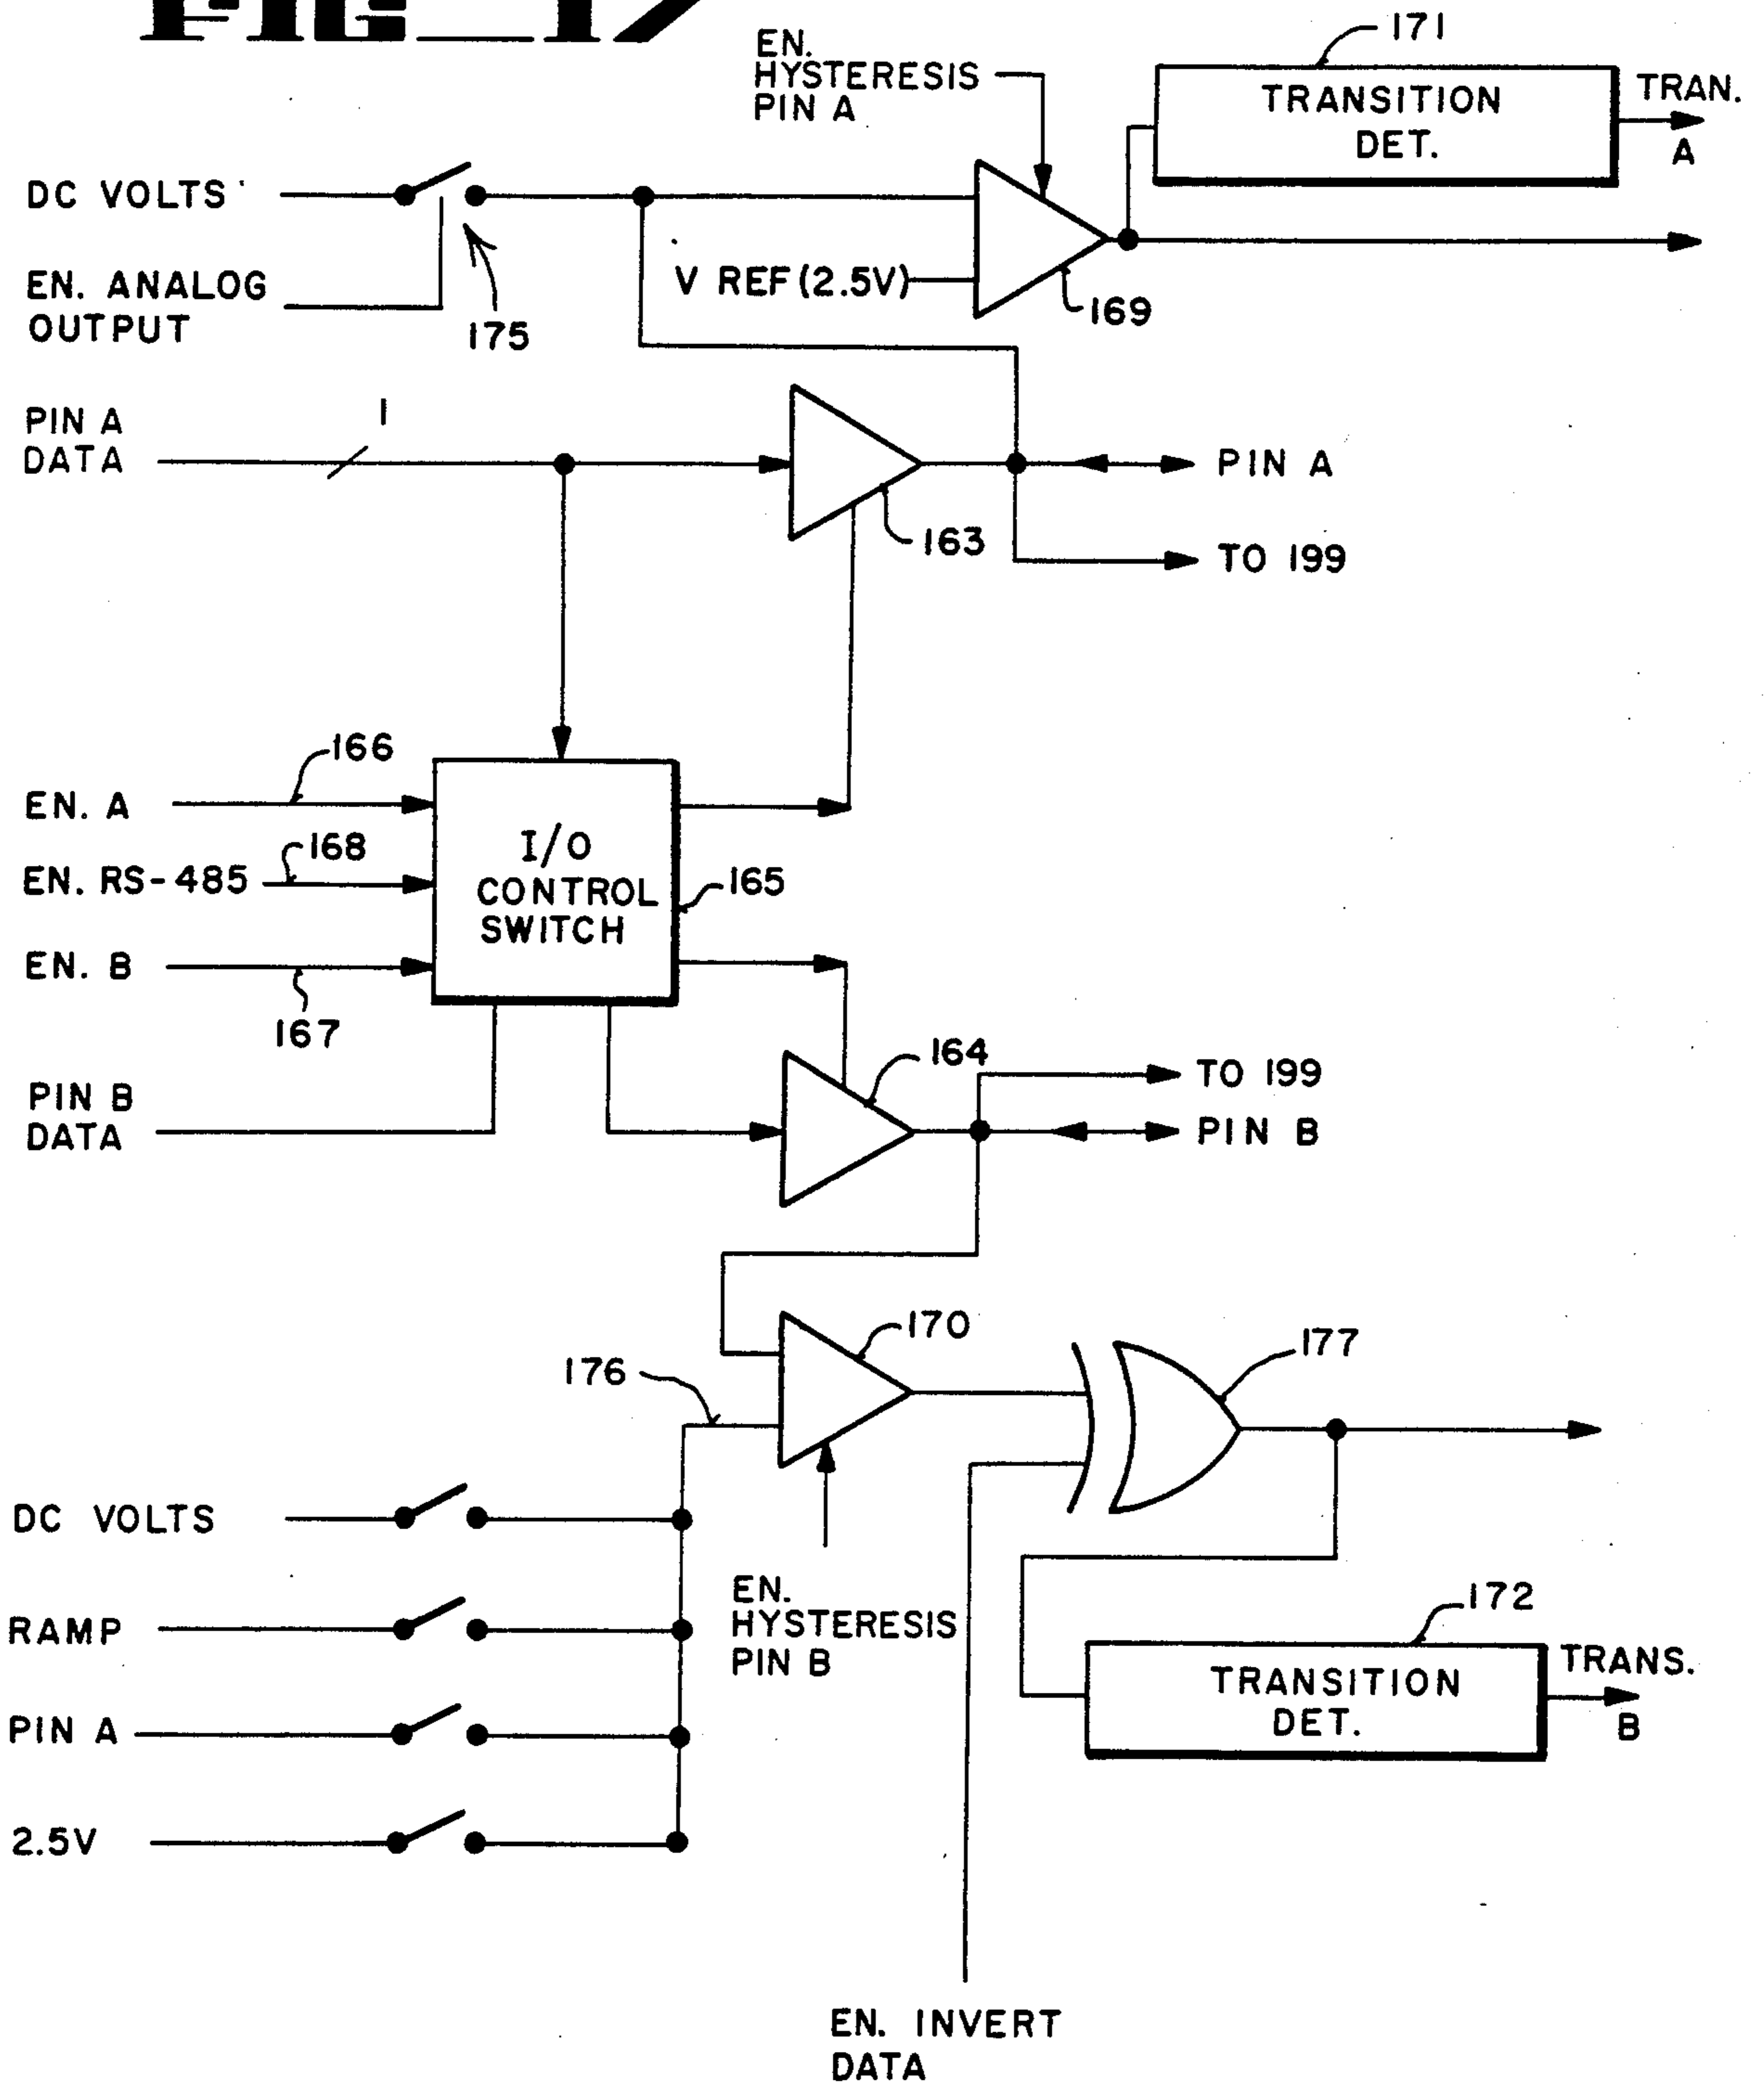 FIG_17
171
EN.
HYSTERESIS
PIN A
TRANSITION
DET.
TRAN.
A
DC VOLTS
V REF (2.5V)
169
EN. ANALOG
OUTPUT
175
PIN A
DATA
1
163
PIN A
TO 199
166
EN. A
168
EN. RS-485
I/O
CONTROL
SWITCH
165
EN. B
167
164
TO 199
PIN B
DATA
PIN B
170
177
176
DC VOLTS
EN.
HYSTERESIS
PIN B
172
RAMP
TRANSITION
DET.
TRANS.
B
PIN A
2.5V
EN. INVERT
DATA